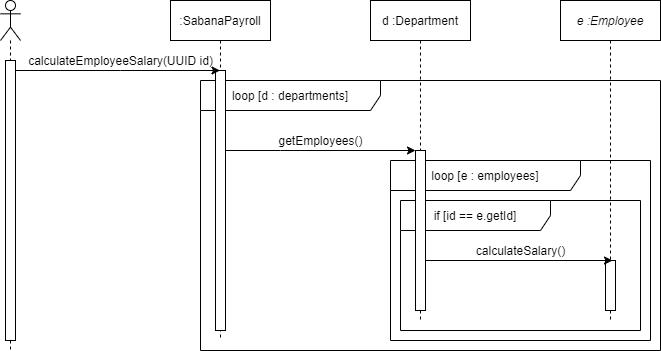 :SabanaPayroll
d :Department
e :Employee
calculateEmployeeSalary(UUID id)
loop [d : departments]
getEmployees()
loop [e : employees]
if [id == e.getId]
calculateSalary()